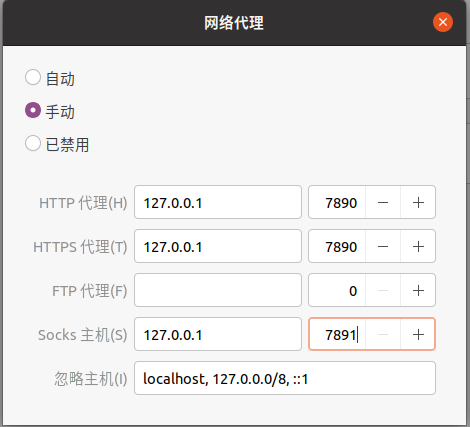 网络代理
自动
手动
已禁用
HTTP 代理(H) 127.0.0.1 7890
HTTPS 代理(T) 127.0.0.1 7890
FTP 代理(F) 0
Socks 主机(S) 127.0.0.1 7891
忽略主机(I) localhost, 127.0.0.0/8, ::1